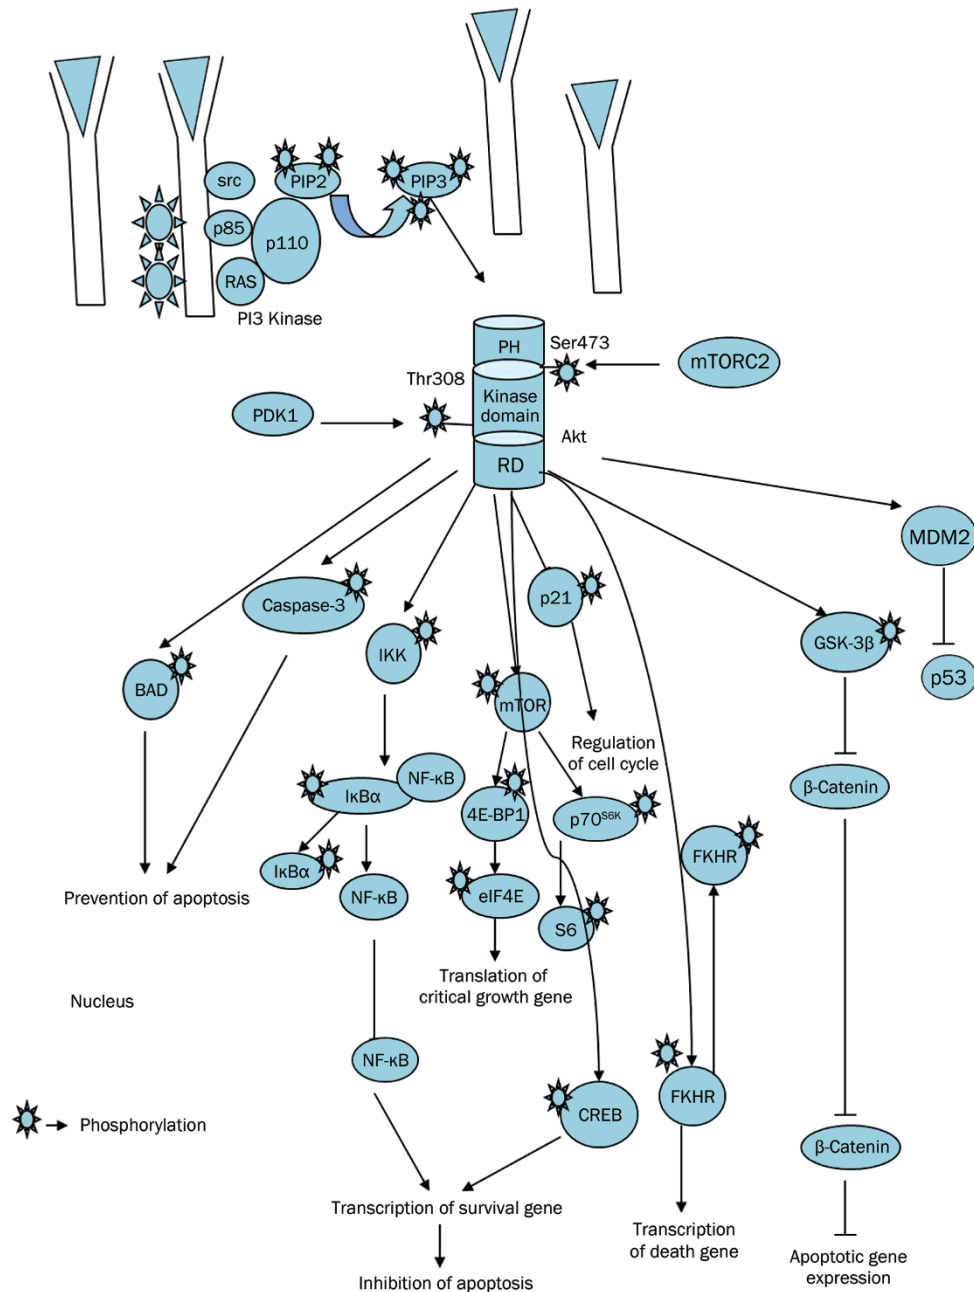 src
PIP2
PIP3
p85
p110
RAS
PI3 Kinase
PH
Ser473
mTORC2
Thr308
Kinase
domain
PDK1
Akt
RD
MDM2
Caspase-3
p21
IKK
GSK-3β
p53
BAD
mTOR
Regulation
of cell cycle
NF-κB
IκBα
β-Catenin
4E-BP1
p70S6K
FKHR
IκBα
NF-κB
eIF4E
Prevention of apoptosis
S6
Translation of
critical growth gene
Nucleus
NF-κB
FKHR
CREB
Phosphorylation
β-Catenin
Transcription of survival gene
Transcription
of death gene
Apoptotic gene
expression
Inhibition of apoptosis